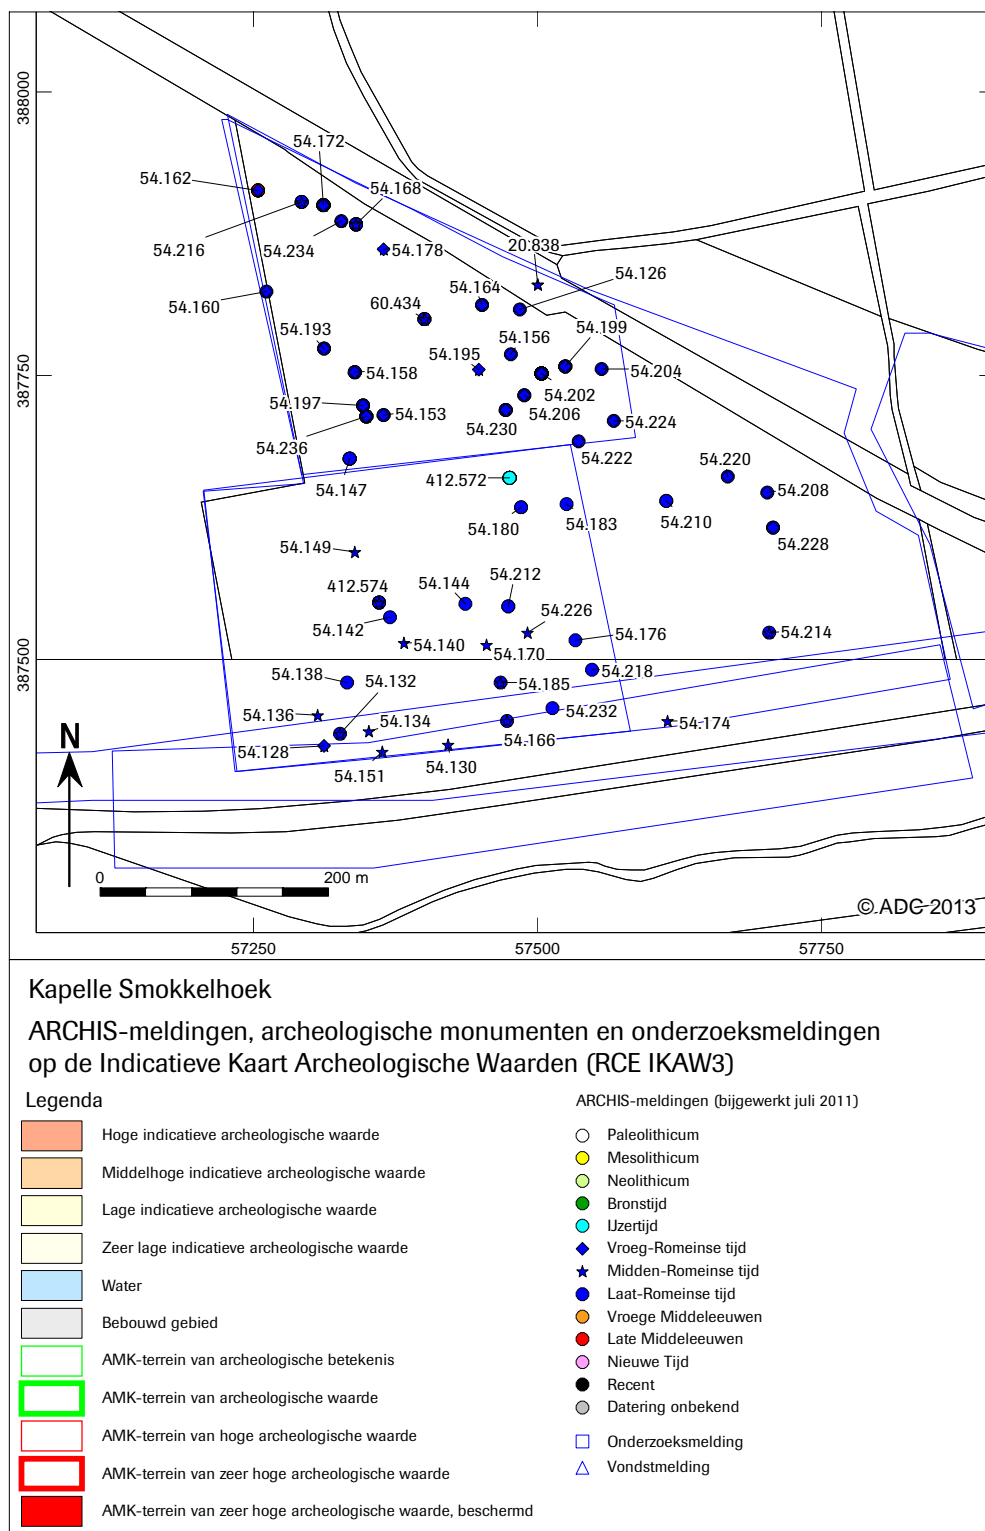 388000
54.172
54.162
54.168
54.216
54.234
54.178
20.838
54.126
54.164
54.160
60.434
54.193
54.156
54.199
54.195
387750
54.158
54.204
54.202
54.197
54.153
54.206
54.230
54.224
54.236
54.222
54.220
54.147
412.572
54.208
54.180
54.183
54.210
54.228
54.149
54.212
54.144
412.574
54.226
54.142
54.176
54.214
54.140
54.170
387500
54.218
54.138
54.132
54.185
54.136
54.134
54.232
54.174
N
54.128
54.166
54.151
54.130
0
200 m
© ADC 2013
57250
57500
57750
Kapelle Smokkelhoek
ARCHIS-meldingen, archeologische monumenten en onderzoeksmeldingen
op de Indicatieve Kaart Archeologische Waarden (RCE IKAW3)
Legenda
Hoge indicatieve archeologische waarde
Middelhoge indicatieve archeologische waarde
Lage indicatieve archeologische waarde
Zeer lage indicatieve archeologische waarde
Water
Bebouwd gebied
AMK-terrein van archeologische betekenis
AMK-terrein van archeologische waarde
AMK-terrein van hoge archeologische waarde
AMK-terrein van zeer hoge archeologische waarde
AMK-terrein van zeer hoge archeologische waarde, beschermd
ARCHIS-meldingen (bijgewerkt juli 2011)
Paleolithicum
Mesolithicum
Neolithicum
Bronstijd
IJzertijd
Vroeg-Romeinse tijd
Midden-Romeinse tijd
Laat-Romeinse tijd
Vroege Middeleeuwen
Late Middeleeuwen
Nieuwe Tijd
Recent
Datering onbekend
Onderzoeksmelding
Vondstmelding